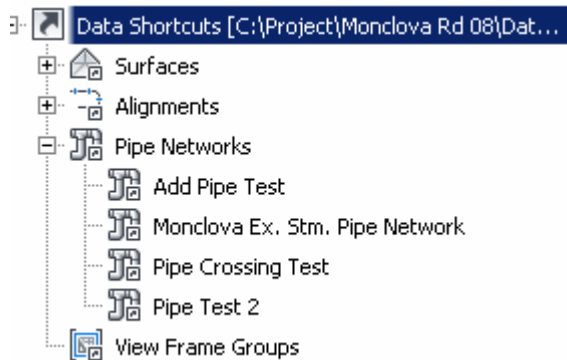 Data Shortcuts [C:\Project\Monclova Rd 08\Dat...
Surfaces
Alignments
Pipe Networks
Add Pipe Test
Monclova Ex. Stm. Pipe Network
Pipe Crossing Test
Pipe Test 2
View Frame Groups